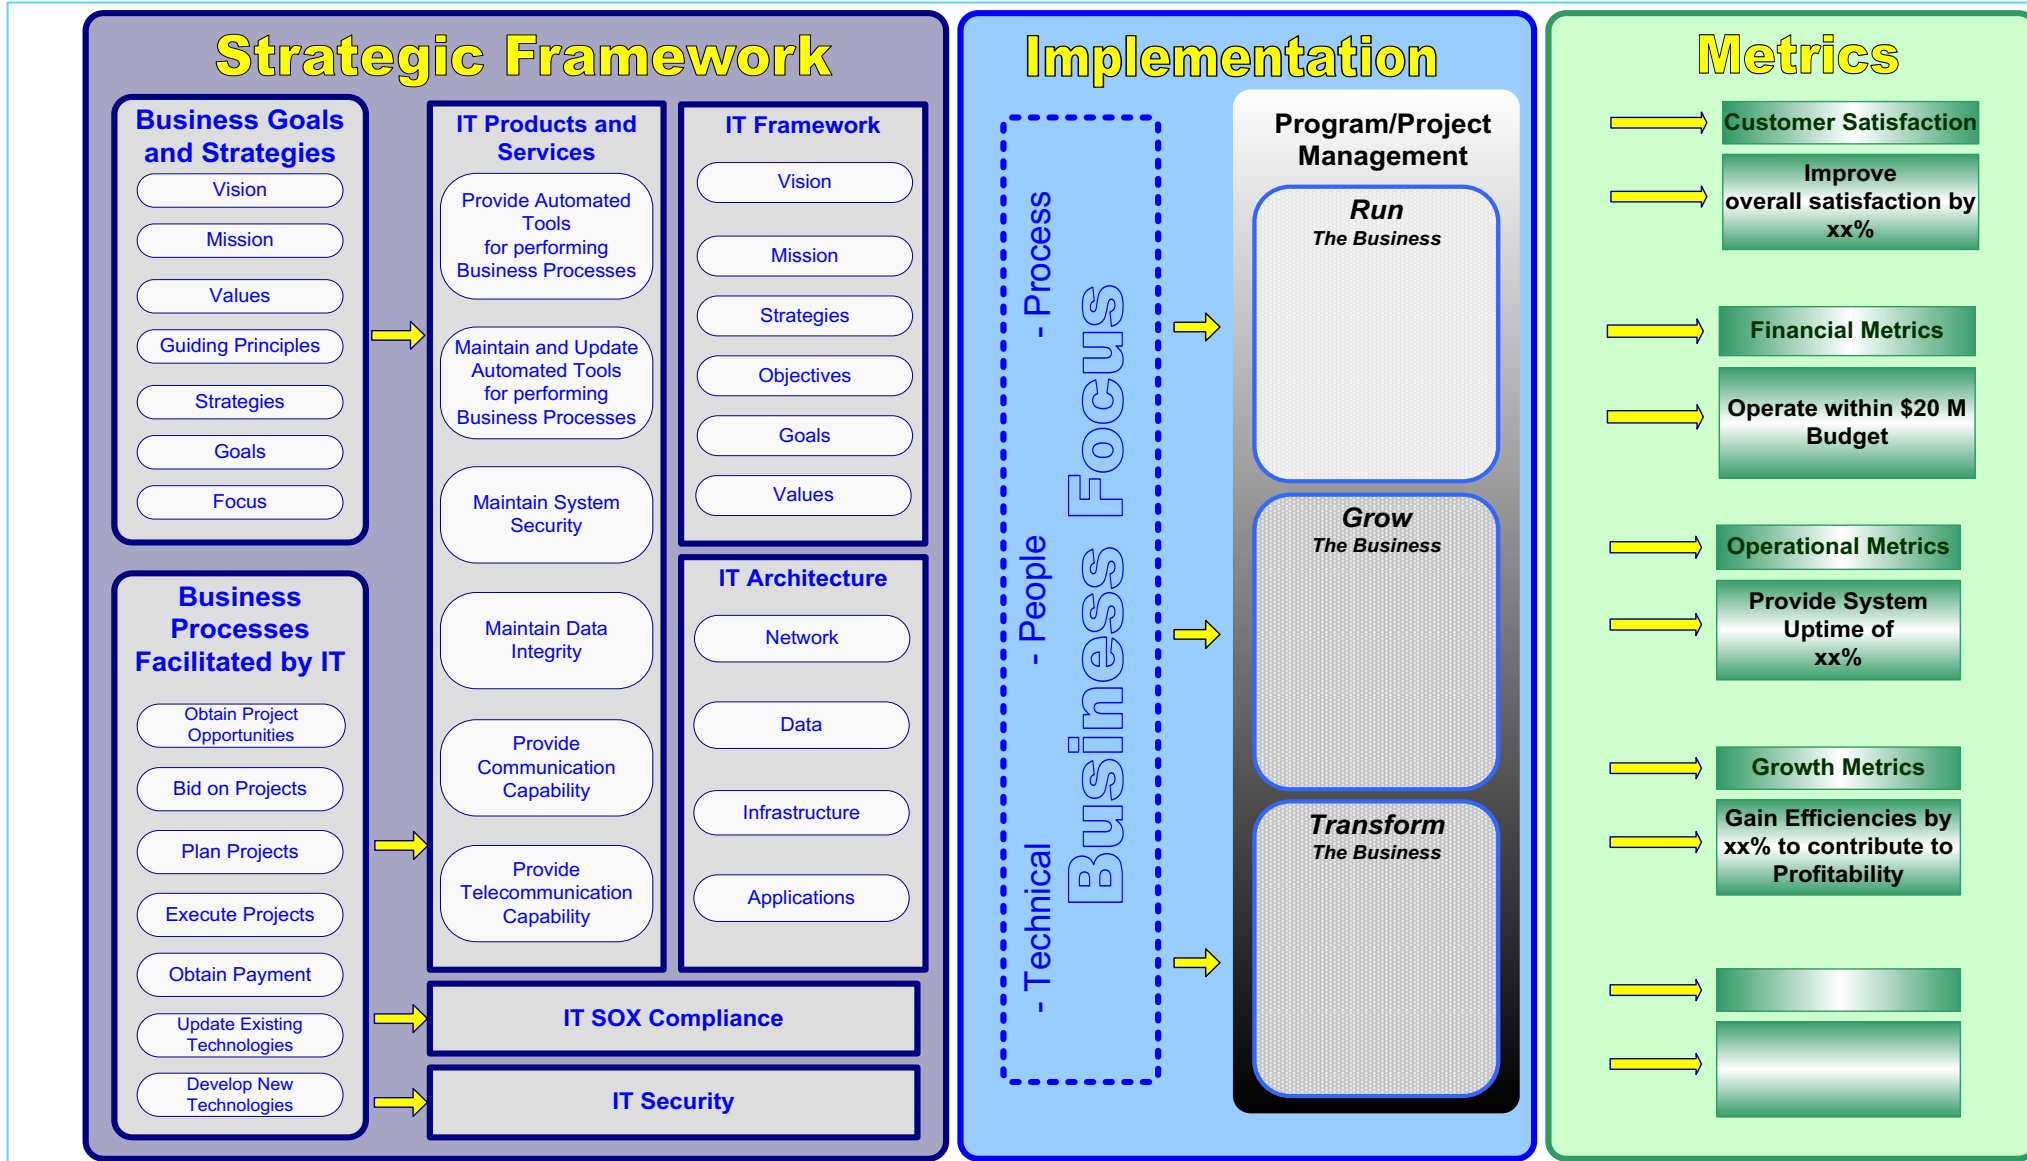 Strategic Framework
Business Goals
and Strategies
Vision
Mission
Values
Guiding Principles
Strategies
Goals
Focus
Business
Processes
Facilitated by IT
Obtain Project
Opportunities
Bid on Projects
Plan Projects
Execute Projects
Obtain Payment
Update Existing
Technologies
Develop New
Technologies
IT Products and
Services
Provide Automated
Tools
for performing
Business Processes
Maintain and Update
Automated Tools
for performing
Business Processes
Maintain System
Security
Maintain Data
Integrity
Provide
Communication
Capability
Provide
Telecommunication
Capability
IT Framework
Vision
Mission
Strategies
Objectives
Goals
Values
IT Architecture
Network
Data
Infrastructure
Applications
IT SOX Compliance
IT Security
Implementation
Business Focus
- Technical
- People
- Process
Program/Project
Management
Run
The Business
Grow
The Business
Transform
The Business
Metrics
Customer Satisfaction
Improve
overall satisfaction by
xx%
Financial Metrics
Operate within $20 M
Budget
Operational Metrics
Provide System
Uptime of
xx%
Growth Metrics
Gain Efficiencies by
xx% to contribute to
Profitability